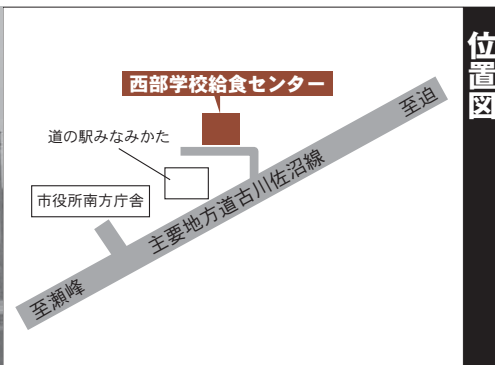 位置図
西部学校給食センター
道の駅みなみかた
市役所南方庁舎
主要地方道古川佐沼線
至迫
至瀬峰